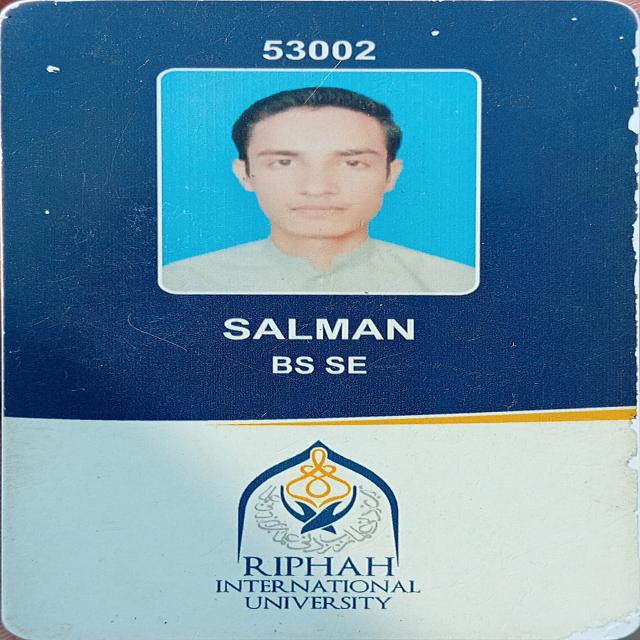 53002
SALMAN
BS SE
RIPHAH
INTERNATIONAL
UNIVERSITY